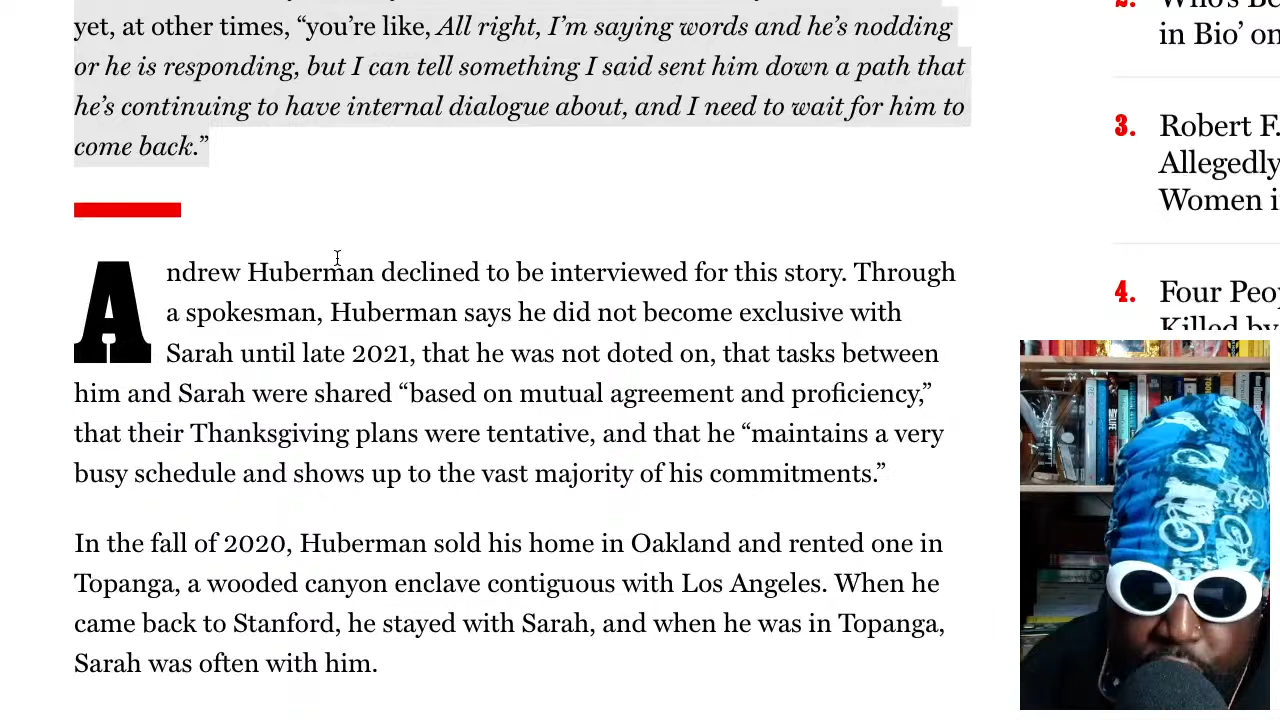 yet, at other times, “you’re like, All right, I’m saying words and he’s nodding
or he is responding, but I can tell something I said sent him down a path that
he’s continuing to have internal dialogue about, and I need to wait for him to
come back.”
Andrew Huberman declined to be interviewed for this story. Through
a spokesman, Huberman says he did not become exclusive with
Sarah until late 2021, that he was not doted on, that tasks between
him and Sarah were shared “based on mutual agreement and proficiency,”
that their Thanksgiving plans were tentative, and that he “maintains a very
busy schedule and shows up to the vast majority of his commitments.”
In the fall of 2020, Huberman sold his home in Oakland and rented one in
Topanga, a wooded canyon enclave contiguous with Los Angeles. When he
came back to Stanford, he stayed with Sarah, and when he was in Topanga,
Sarah was often with him.
2. Who’s
in Bio’ on
3. Robert F.
Allegedly
Women
4. Four
Killed by